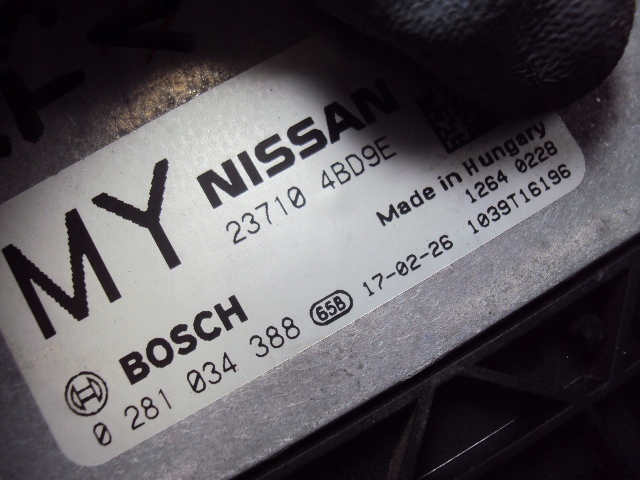 MY
NISSAN
23710 4BD9E
Made in Hungary
1264 0228
BOSCH
0 281 034 388
658
17-02-26 1039T16196